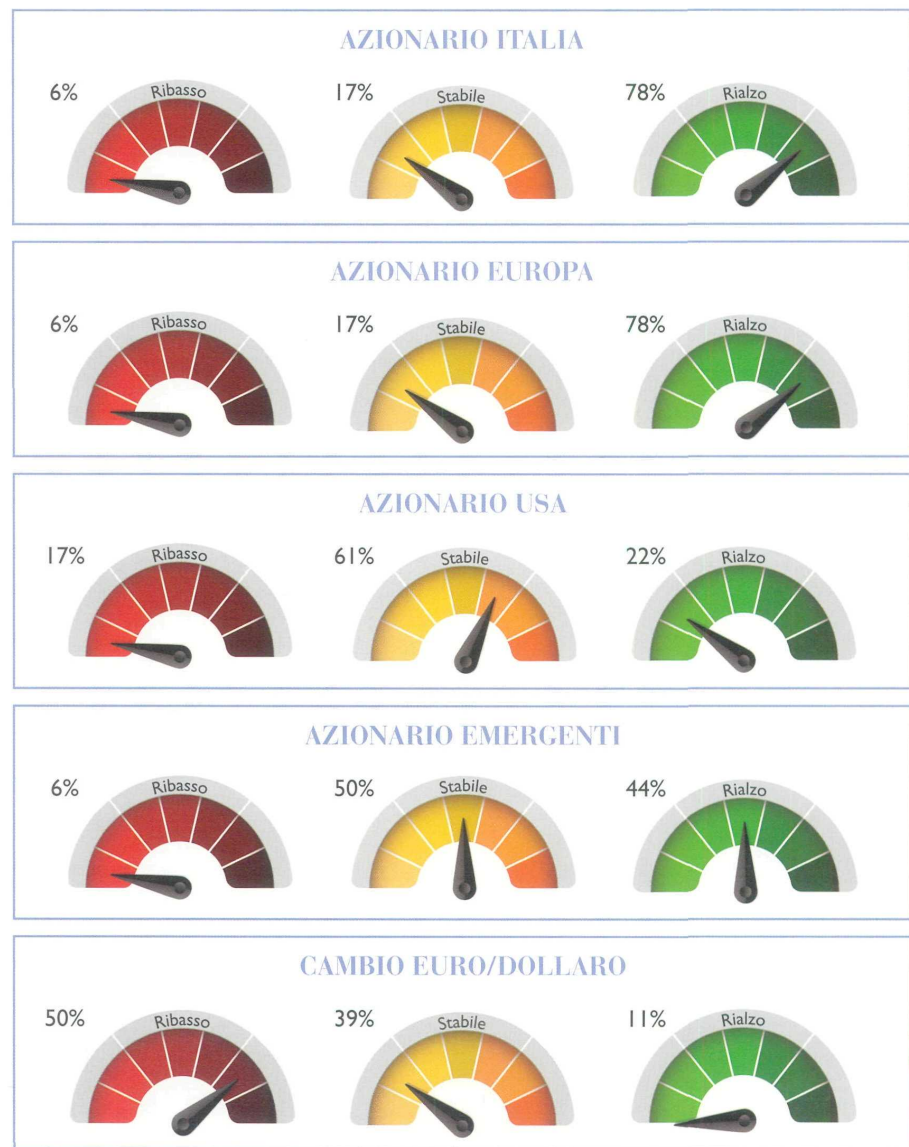 AZIONARIO ITALIA
6% Ribasso 17% Stabile 78% Rialzo
AZIONARIO EUROPA
6% Ribasso 17% Stabile 78% Rialzo
AZIONARIO USA
17% Ribasso 61% Stabile 22% Rialzo
AZIONARIO EMERGENTI
6% Ribasso 50% Stabile 44% Rialzo
CAMBIO EURO/DOLLARO
50% Ribasso 39% Stabile 11% Rialzo